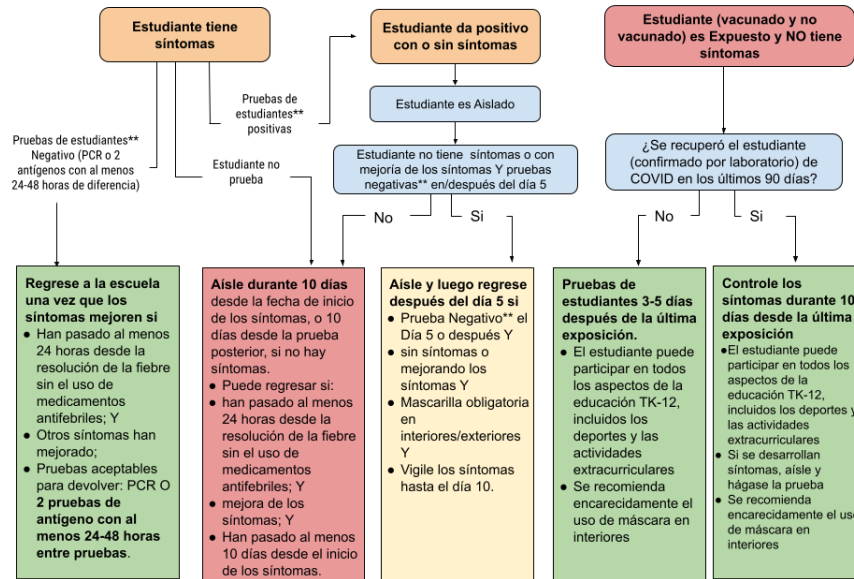 Estudiante tiene
síntomas
Estudiante da positivo
con o sin síntomas
Estudiante (vacunado y no
vacunado) es Expuesto y NO tiene
síntomas
Pruebas de
estudiantes**
positivas
Estudiante es Aislado
Pruebas de estudiantes**
Negativo (PCR o 2
antígenos con al menos
24-48 horas de diferencia)
Estudiante no
prueba
Estudiante no tiene síntomas o con
mejoría de los síntomas Y pruebas
negativas** en/después del día 5
¿Se recuperó el estudiante
(confirmado por laboratorio) de
COVID en los últimos 90 días?
No
Si
No
Si
Regrese a la escuela
una vez que los
síntomas mejoren si
● Han pasado al menos
24 horas desde la
resolución de la fiebre
sin el uso de
medicamentos
antifebriles; Y
● Otros síntomas han
mejorado;
● Pruebas aceptables
para devolver: PCR O
2 pruebas de
antígeno con al
menos 24-48 horas
entre pruebas.
Aísle durante 10 días
desde la fecha de inicio
de los síntomas, o 10
días desde la prueba
posterior, si no hay
síntomas.
● Puede regresar si:
● han pasado al menos
24 horas desde la
resolución de la fiebre
sin el uso de
medicamentos
antifebriles; Y
● mejora de los
síntomas; Y
● Han pasado al menos
10 días desde el inicio
de los síntomas.
Aísle y luego regrese
después del día 5 si
● Prueba Negativo** el
Día 5 o después Y
● sin síntomas o
mejorando los
síntomas Y
● Mascarilla obligatoria
en
interiores/exteriores
Y
● Vigile los síntomas
hasta el día 10.
Pruebas de
estudiantes 3-5 días
después de la última
exposición.
● El estudiante puede
participar en todos
los aspectos de la
educación TK-12,
incluidos los
deportes y las
actividades
extracurriculares
● Se recomienda
encarecidamente el
uso de máscara en
interiores
Controle los
síntomas durante 10
días desde la última
exposición
●El estudiante puede
participar en todos los
aspectos de la
educación TK-12,
incluidos los deportes y
las actividades
extracurriculares
● Si se desarrollan
síntomas, aísle y
hágase la prueba
● Se recomienda
encarecidamente el uso
de máscara en
interiores